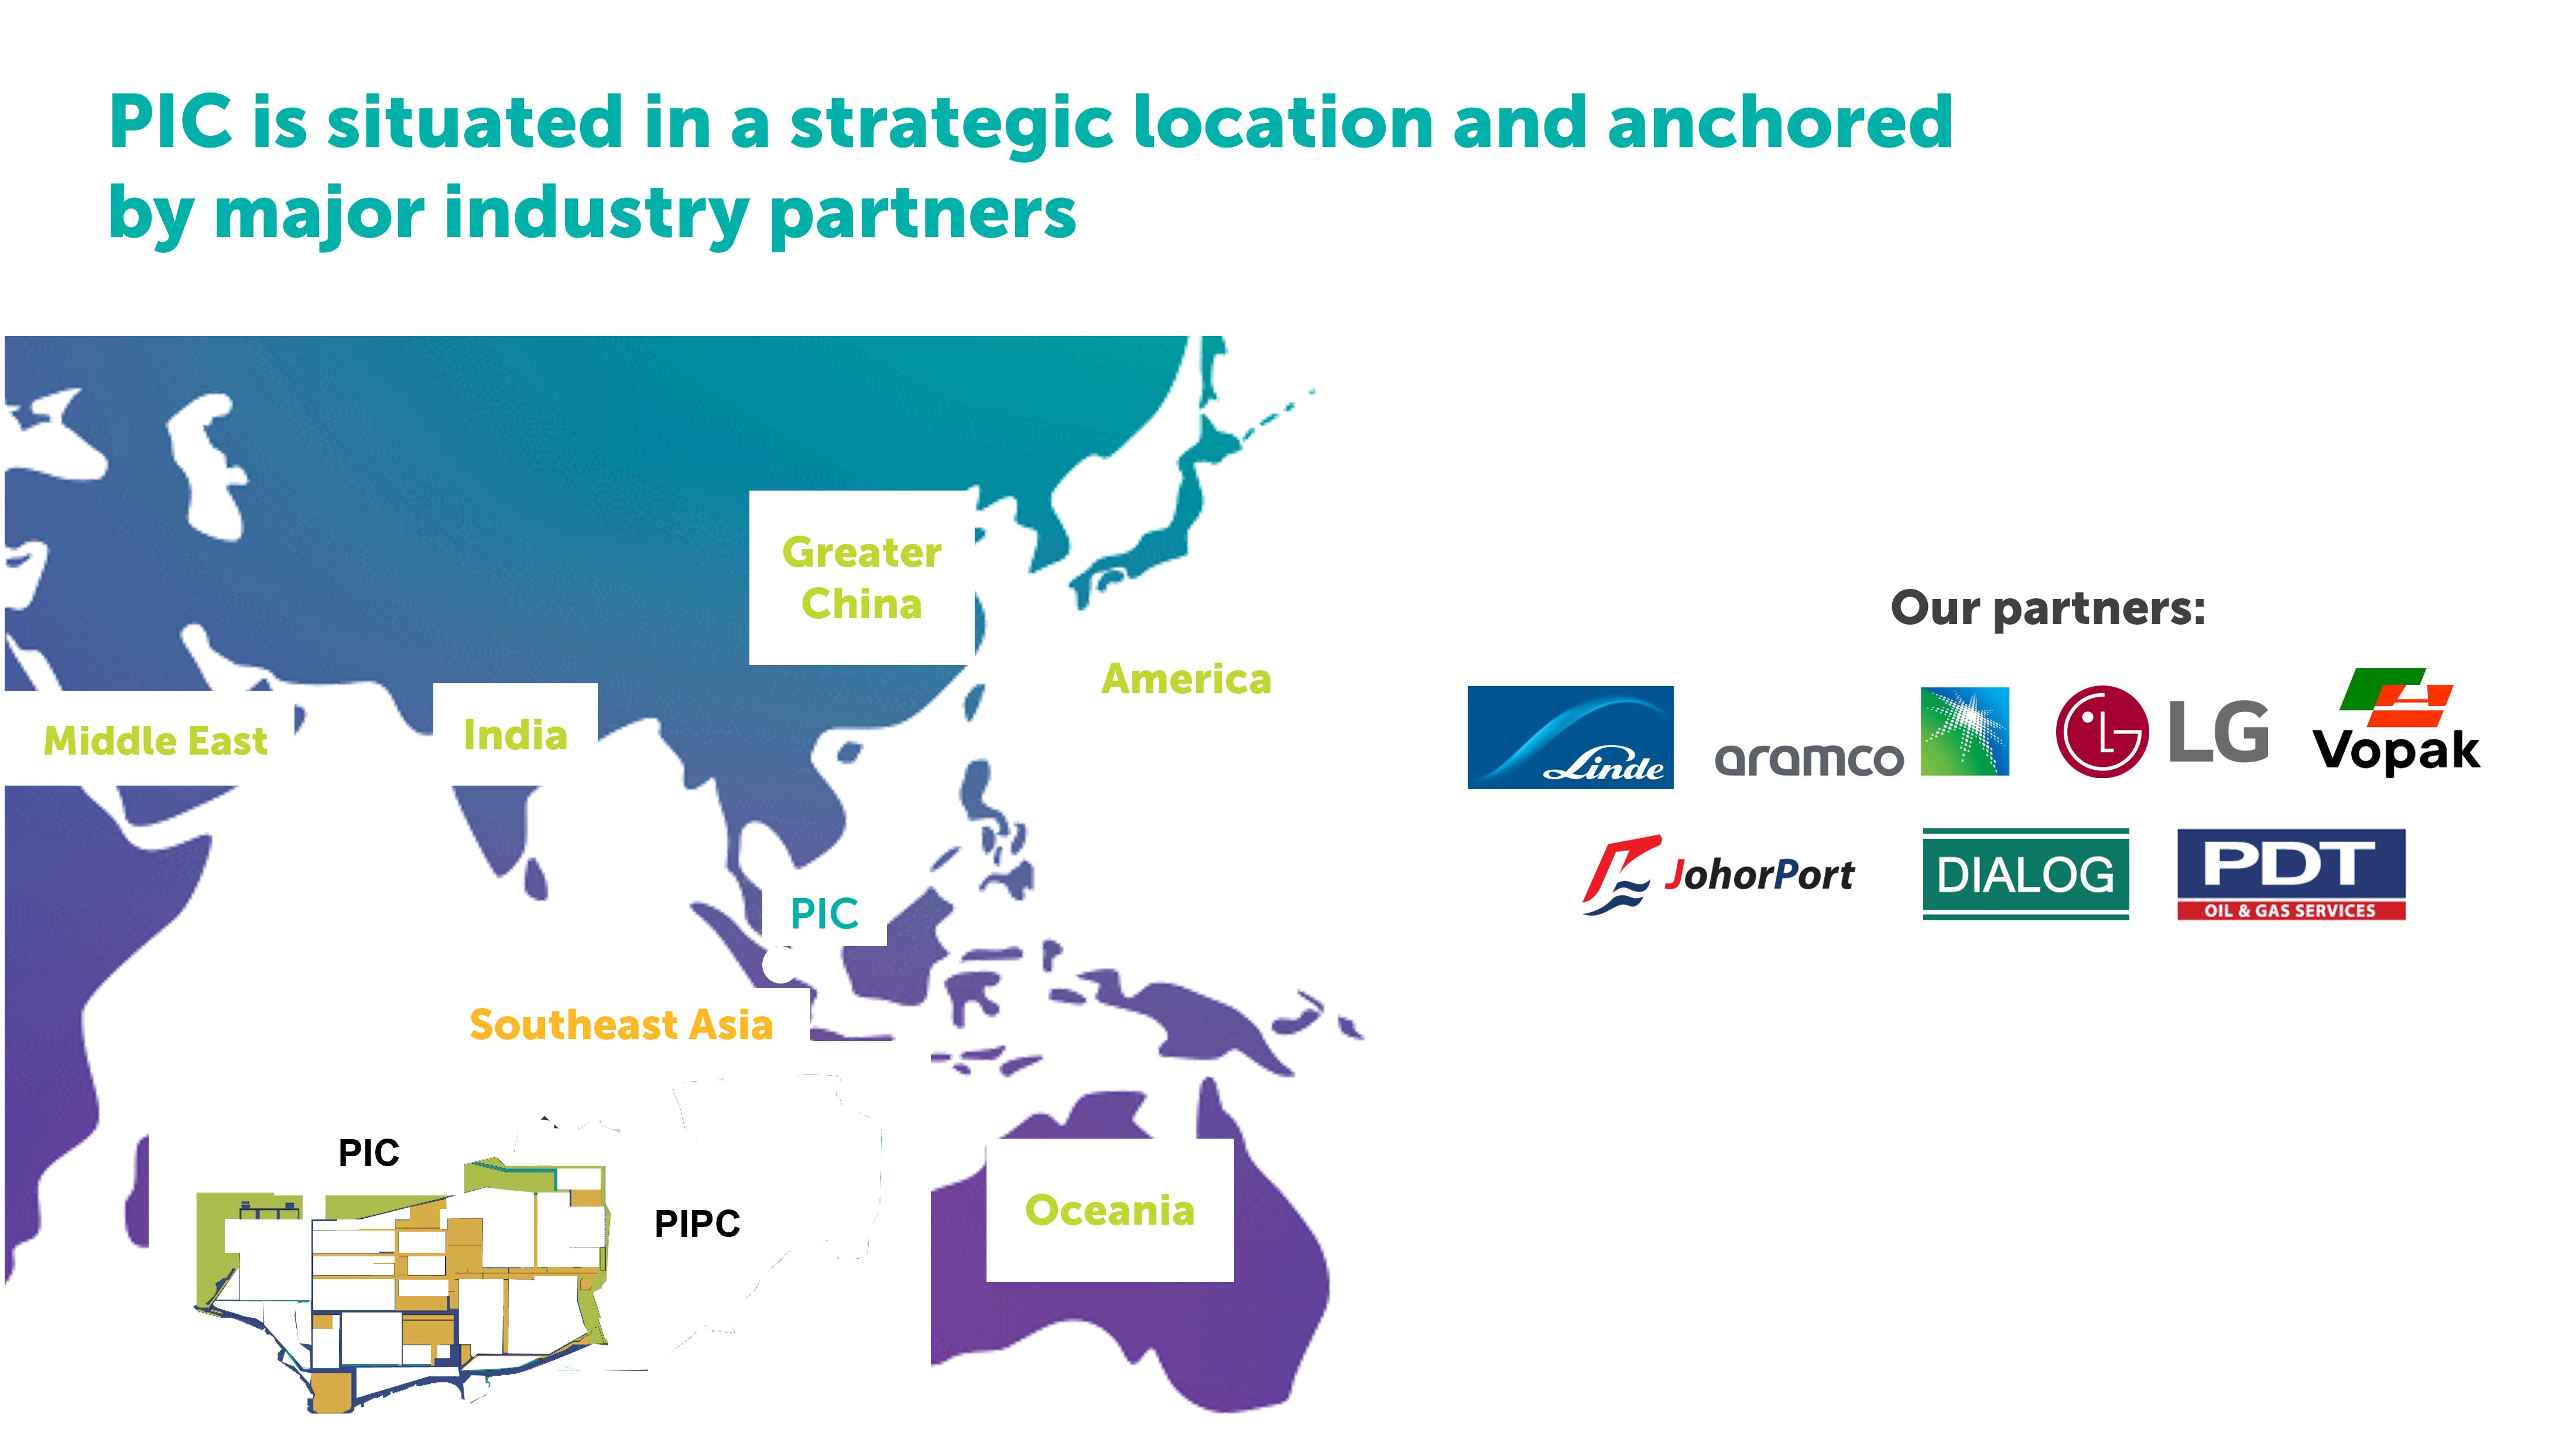 PIC is situated in a strategic location and anchored
by major industry partners
Greater
China
America
Middle East
India
PIC
Southeast Asia
PIC
PIPC
Oceania
Our partners:
Linde
aramco
LG
LG
Vopak
JohorPort
DIALOG
PDT
OIL & GAS SERVICES